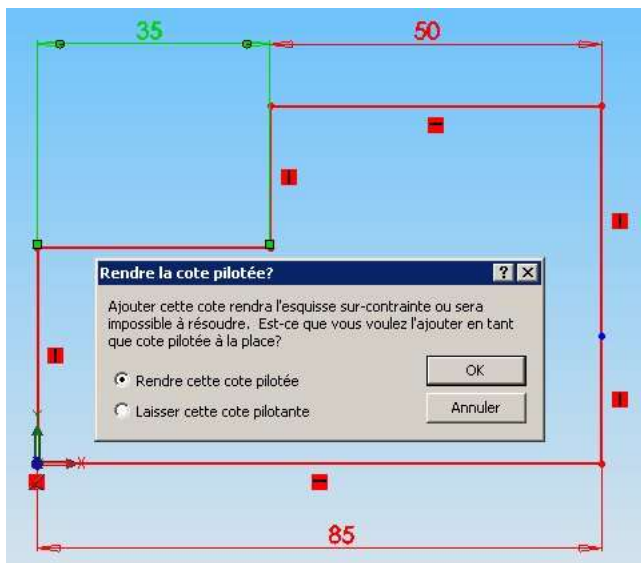 35
50
Rendre la cote pilotée?
Ajouter cette cote rendra l'esquisse sur-contrainte ou sera
impossible à résoudre. Est-ce que vous voulez l'ajouter en tant
que cote pilotée à la place?
Rendre cette cote pilotée
Laisser cette cote pilotante
OK
Annuler
Y
X
85